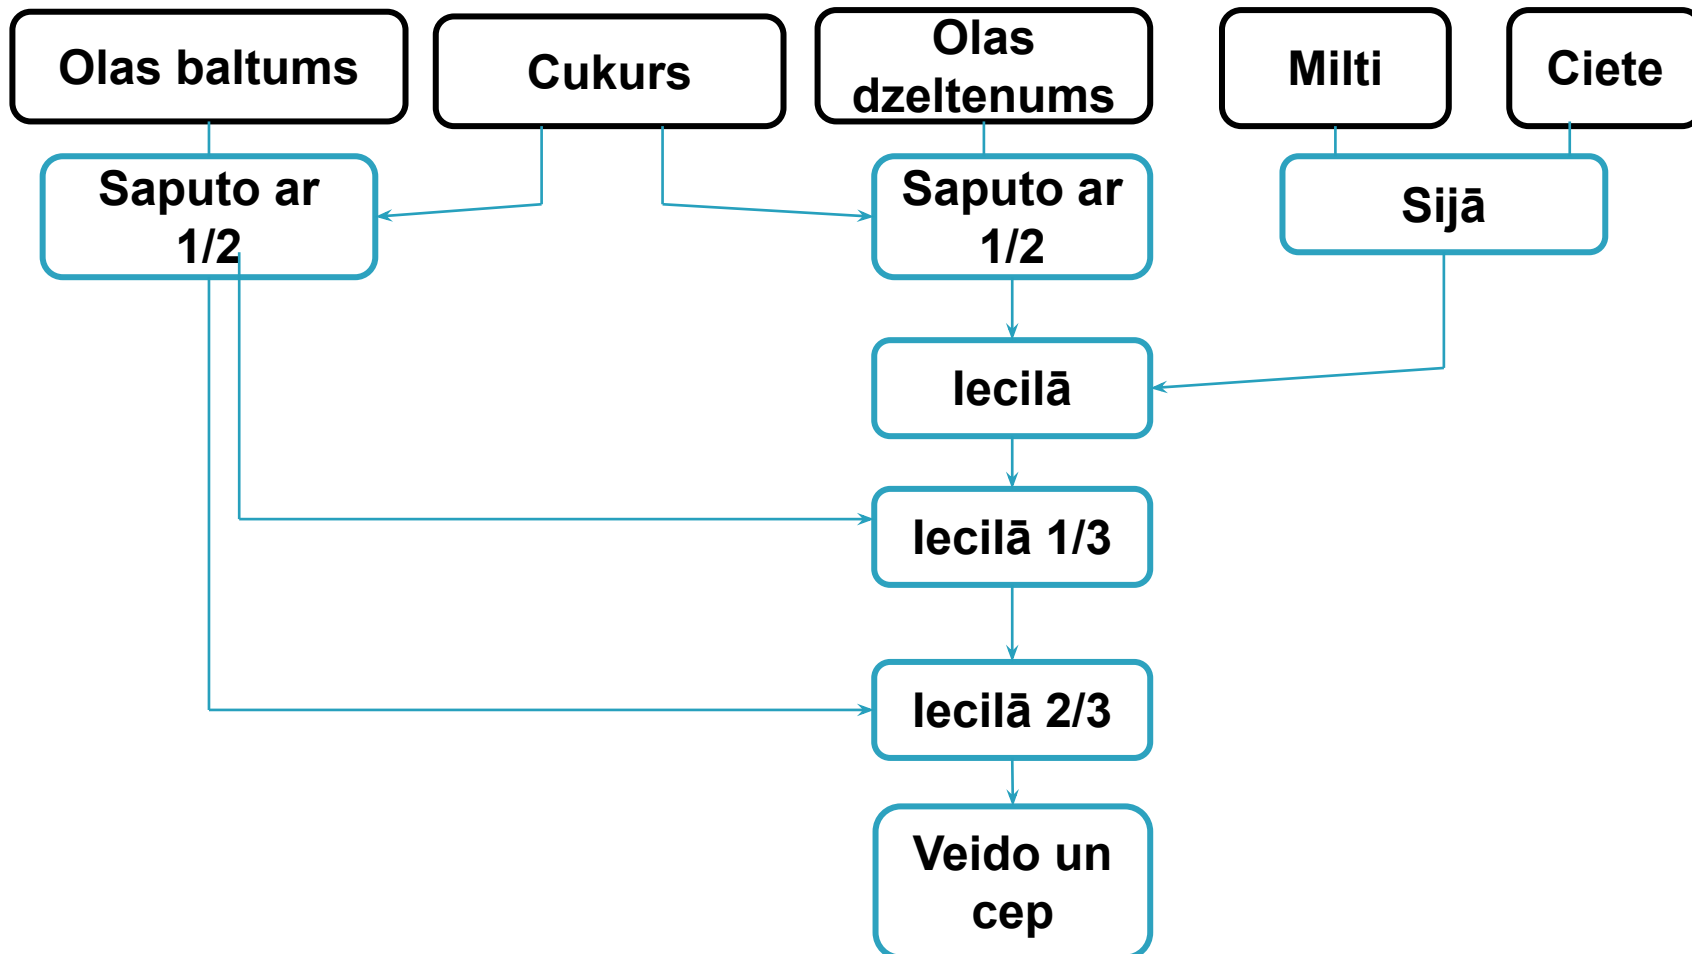 Olas baltums
Cukurs
Olas
dzeltenums
Milti
Ciete
Saputo ar
1/2
Saputo ar
1/2
Sijā
Iecilā
Iecilā 1/3
Iecilā 2/3
Veido un
cep